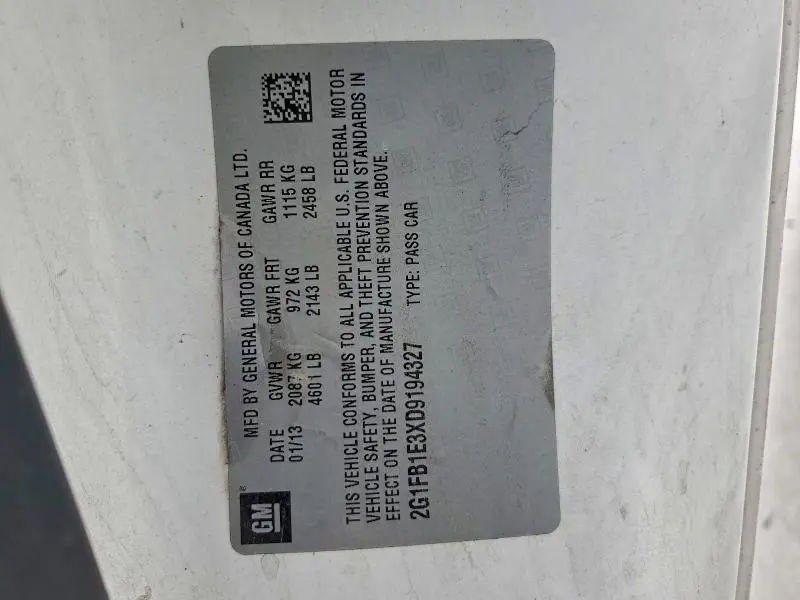 GM®
MFD BY GENERAL MOTORS OF CANADA LTD.
DATE GVWR GAWR FRT GAWR RR
01/13 2087 KG 972 KG 1115 KG
4601 LB 2143 LB 2458 LB
THIS VEHICLE CONFORMS TO ALL APPLICABLE U.S. FEDERAL MOTOR
VEHICLE SAFETY, BUMPER, AND THEFT PREVENTION STANDARDS IN
EFFECT ON THE DATE OF MANUFACTURE SHOWN ABOVE.
2G1FB1E3XD9194327 TYPE: PASS CAR